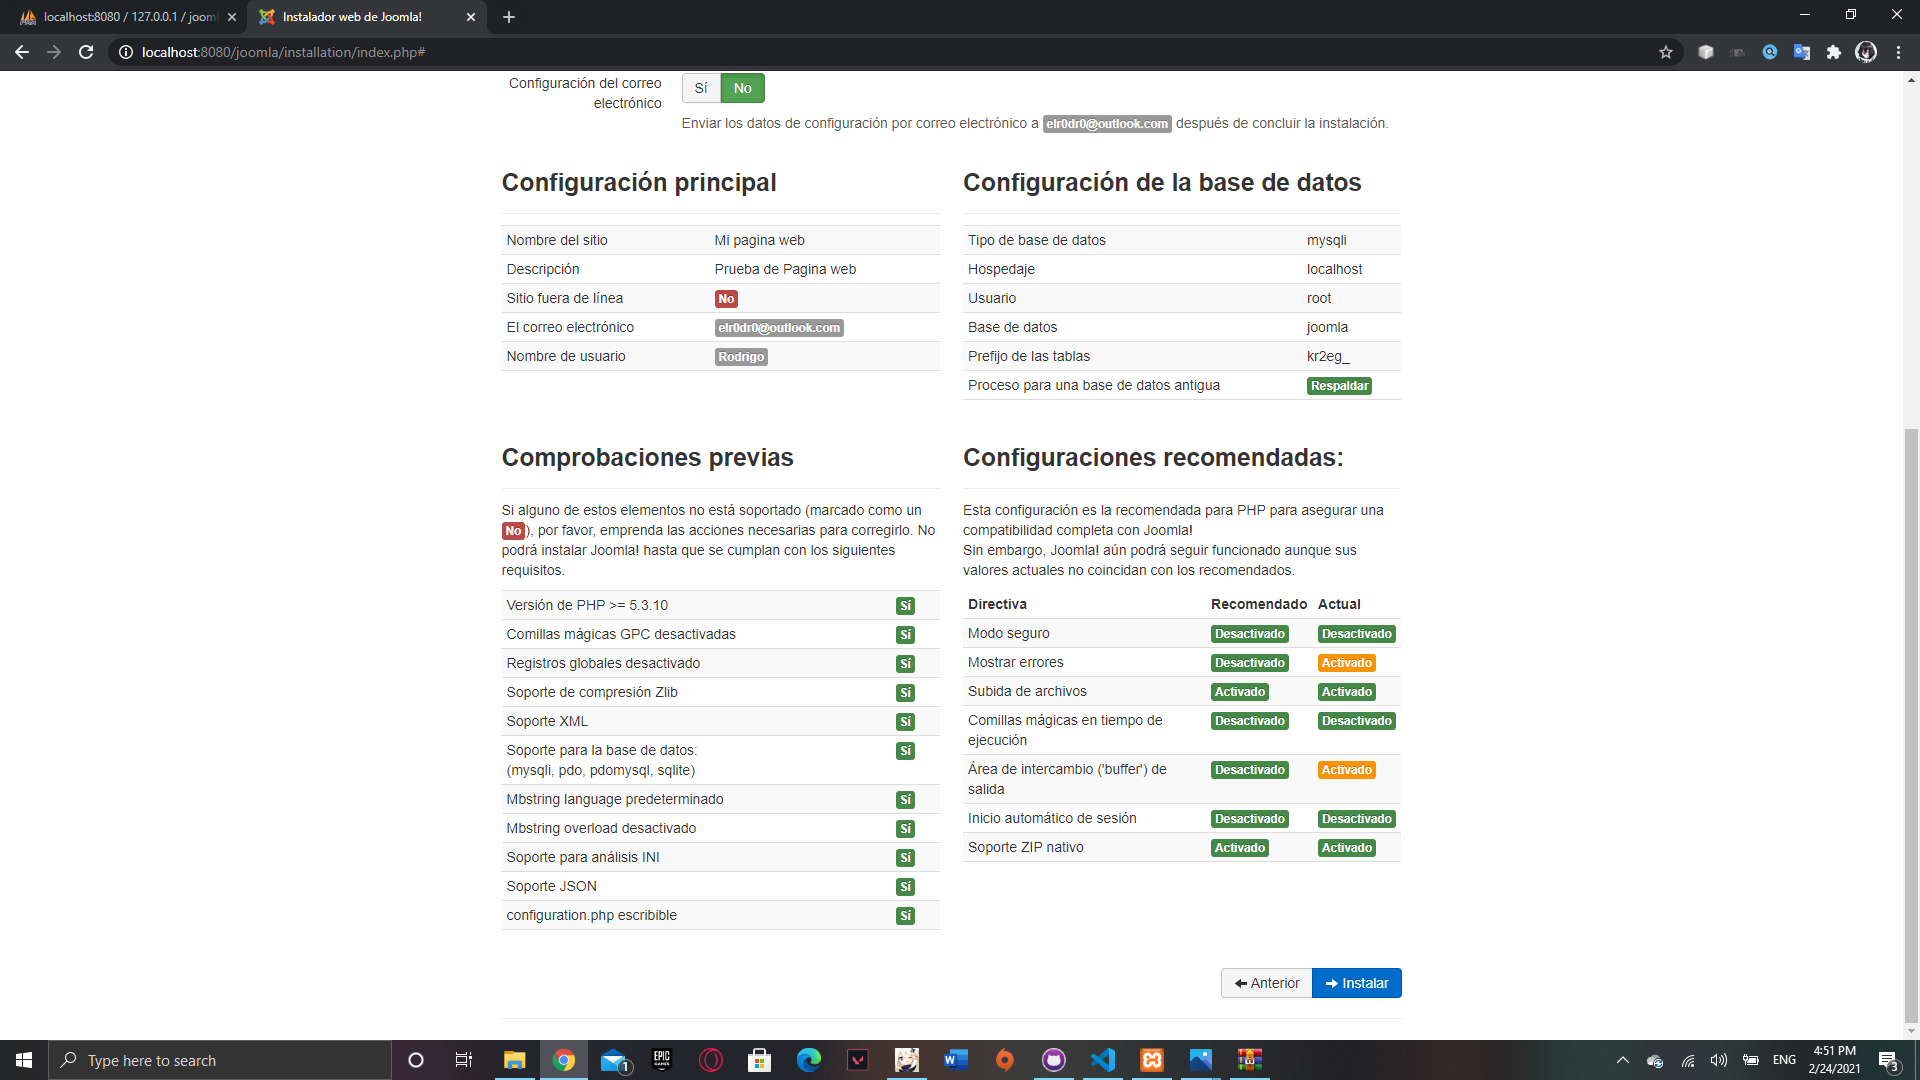 localhost:8080 / 127.0.0.1 / jooml
Instalador web de Joomla!
localhost:8080/joomla/installation/index.php#
Configuración del correo
electrónico
Sí
No
Enviar los datos de configuración por correo electrónico a elr0dr0@outlook.com después de concluir la instalación.
Configuración principal
Nombre del sitio Mi pagina web
Descripción Prueba de Pagina web
Sitio fuera de línea No
El correo electrónico elr0dr0@outlook.com
Nombre de usuario Rodrigo
Configuración de la base de datos
Tipo de base de datos mysqli
Hospedaje localhost
Usuario root
Base de datos joomla
Prefijo de las tablas kr2eg_
Proceso para una base de datos antigua Respaldar
Comprobaciones previas
Si alguno de estos elementos no está soportado (marcado como un
No), por favor, emprenda las acciones necesarias para corregirlo. No
podrá instalar Joomla! hasta que se cumplan con los siguientes
requisitos.
Versión de PHP >= 5.3.10 Sí
Comillas mágicas GPC desactivadas Sí
Registros globales desactivado Sí
Soporte de compresión Zlib Sí
Soporte XML Sí
Soporte para la base de datos: Sí
(mysqli, pdo, pdomysql, sqlite)
Mbstring language predeterminado Sí
Mbstring overload desactivado Sí
Soporte para análisis INI Sí
Soporte JSON Sí
configuration.php escribible Sí
Configuraciones recomendadas:
Esta configuración es la recomendada para PHP para asegurar una
compatibilidad completa con Joomla!
Sin embargo, Joomla! aún podrá seguir funcionado aunque sus
valores actuales no coincidan con los recomendados.
Directiva Recomendado Actual
Modo seguro Desactivado Desactivado
Mostrar errores Desactivado Activado
Subida de archivos Activado Activado
Comillas mágicas en tiempo de Desactivado Desactivado
ejecución
Área de intercambio ('buffer') de Desactivado Activado
salida
Inicio automático de sesión Desactivado Desactivado
Soporte ZIP nativo Activado Activado
Anterior
Instalar
Type here to search
1
EPIC
GAMES
W
ENG
4:51 PM
2/24/2021
3